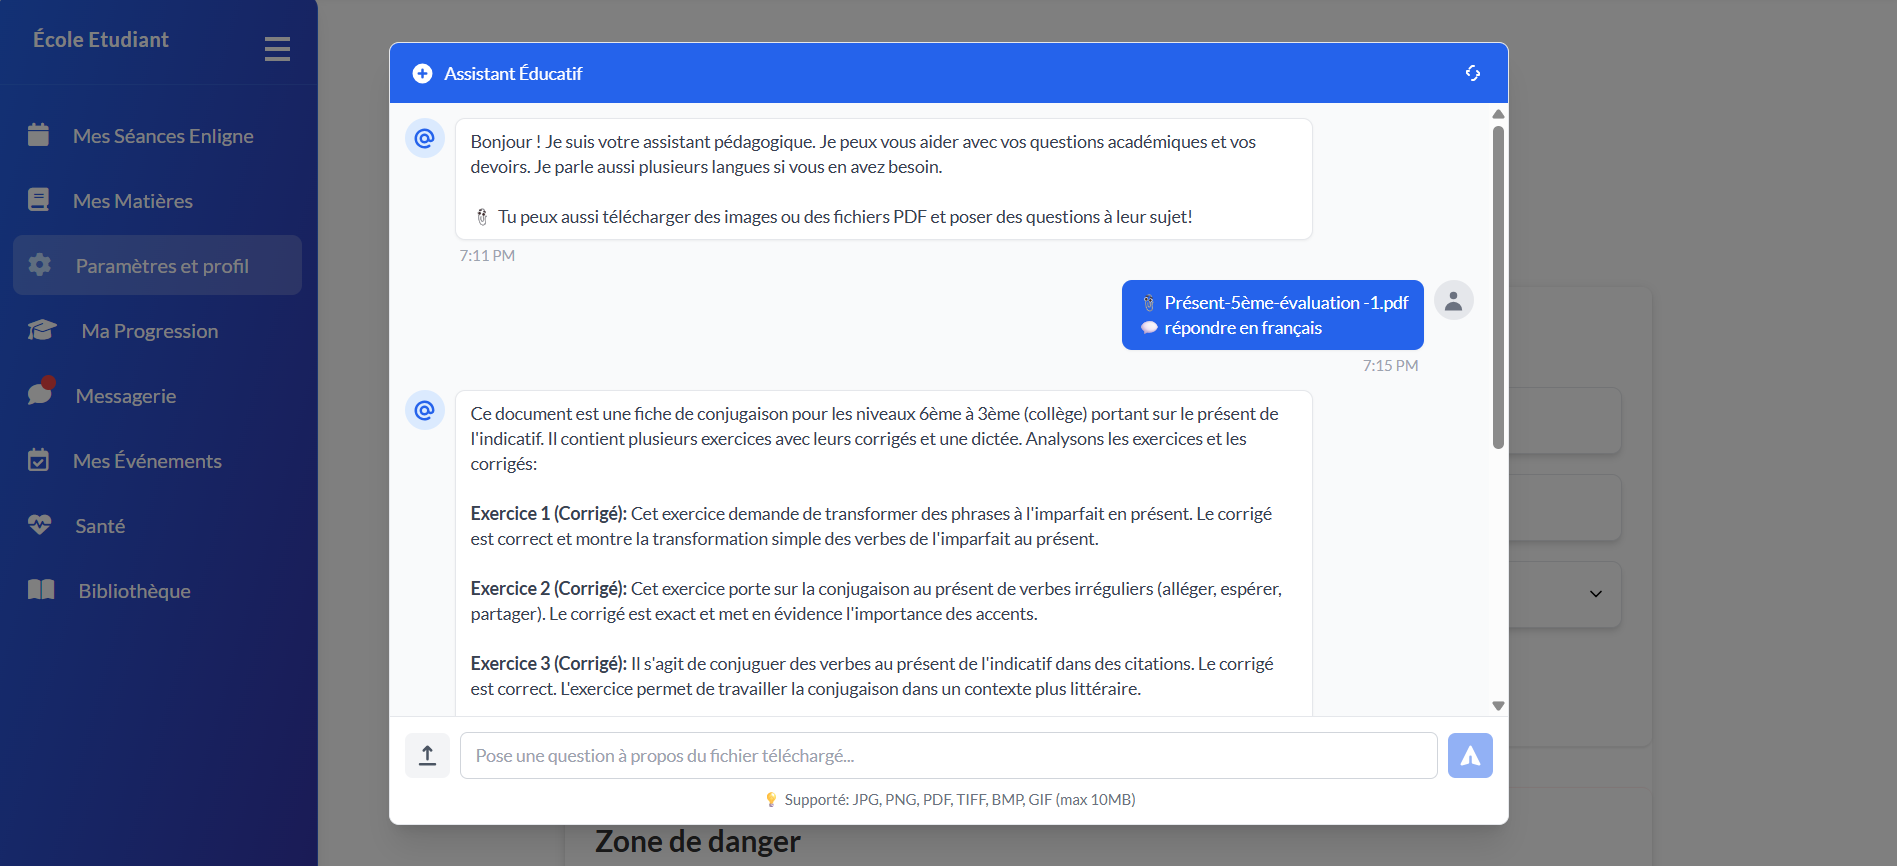 École Etudiant
Mes Séances Enligne
Mes Matières
Paramètres et profil
Ma Progression
Messagerie
Mes Événements
Santé
Bibliothèque
Assistant Éducatif
Bonjour ! Je suis votre assistant pédagogique. Je peux vous aider avec vos questions académiques et vos
devoirs. Je parle aussi plusieurs langues si vous en avez besoin.
Tu peux aussi télécharger des images ou des fichiers PDF et poser des questions à leur sujet!
7:11 PM
Présent-5ème-évaluation -1.pdf
répondre en français
7:15 PM
Ce document est une fiche de conjugaison pour les niveaux 6ème à 3ème (collège) portant sur le présent de
l'indicatif. Il contient plusieurs exercices avec leurs corrigés et une dictée. Analysons les exercices et les
corrigés:
Exercice 1 (Corrigé): Cet exercice demande de transformer des phrases à l'imparfait en présent. Le corrigé
est correct et montre la transformation simple des verbes de l'imparfait au présent.
Exercice 2 (Corrigé): Cet exercice porte sur la conjugaison au présent de verbes irréguliers (alléger, espérer,
partager). Le corrigé est exact et met en évidence l'importance des accents.
Exercice 3 (Corrigé): Il s'agit de conjuguer des verbes au présent de l'indicatif dans des citations. Le corrigé
est correct. L'exercice permet de travailler la conjugaison dans un contexte plus littéraire.
Pose une question à propos du fichier téléchargé...
Supporté: JPG, PNG, PDF, TIFF, BMP, GIF (max 10MB)
Zone de danger